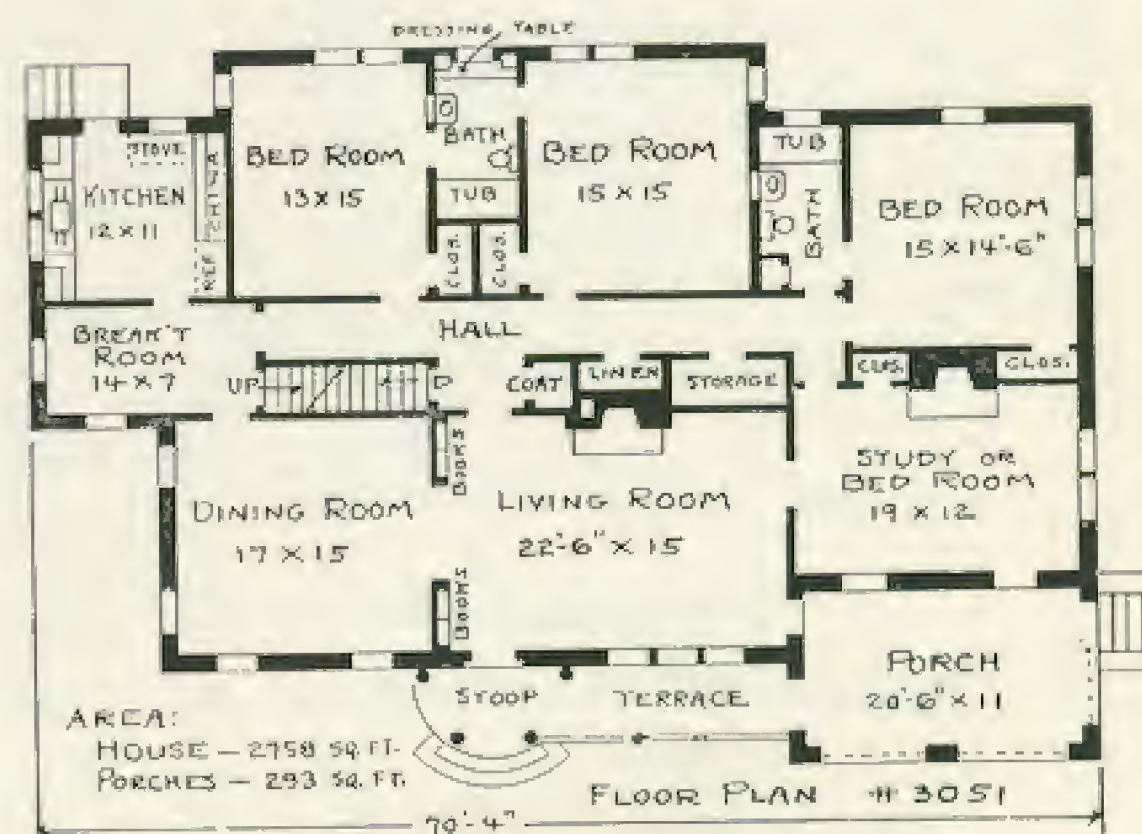 DRESSING TABLE
STOVE
KITCHEN
12 X 11
REF.
BED ROOM
13 X 15
BATH
TUB
CLOS.
CLOS.
BED ROOM
15 X 15
TUB
BATH
BED ROOM
15 X 14'-6"
BREAK'T
ROOM
14 X 7
HALL
UP
D
COAT
LINEN
STORAGE
CLOS.
CLOS.
BOOKS
DINING ROOM
17 X 15
LIVING ROOM
22'-6" X 15
STUDY OR
BED ROOM
19 X 12
BOOKS
STOOP
TERRACE
PORCH
20'-6" X 11
AREA:
HOUSE — 2758 SQ. FT.
PORCHES — 293 SQ. FT.
FLOOR PLAN # 3051
70'-4"